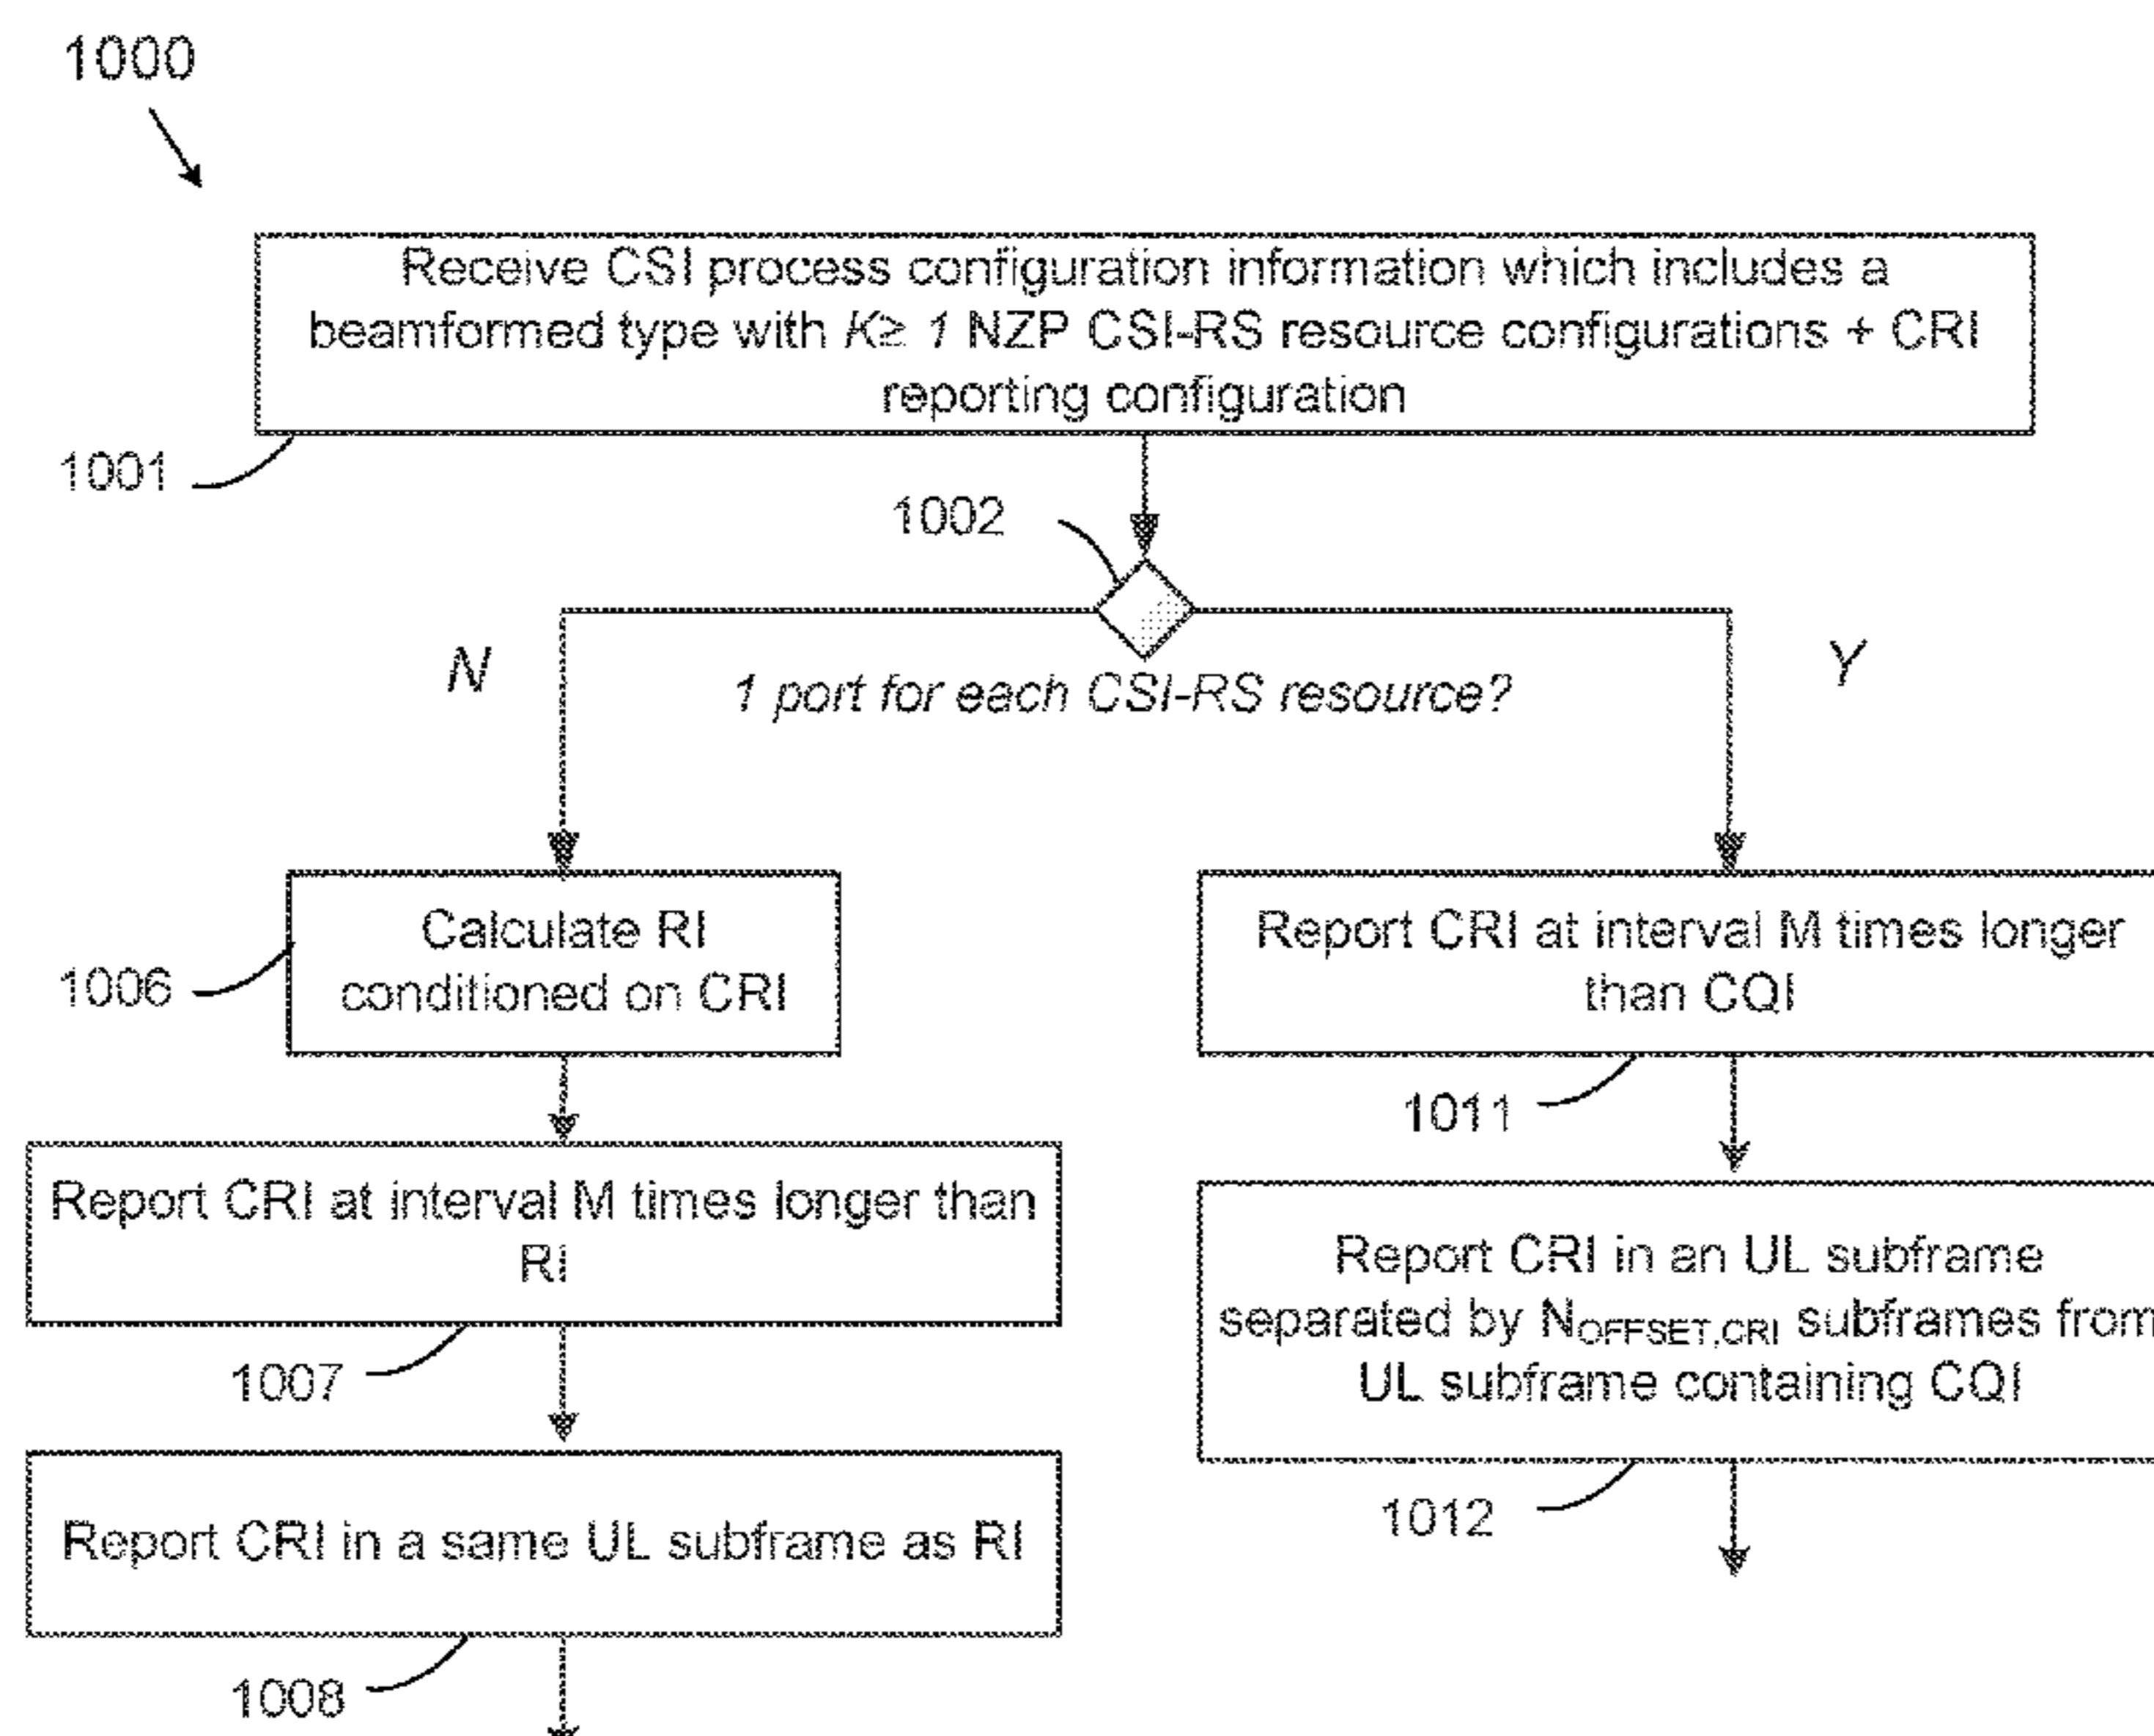 1000
Receive CSI process configuration information which includes a
beamformed type with K≥ 1 NZP CSI-RS resource configurations + CRI
reporting configuration
1001
1002
N
Y
1 port for each CSI-RS resource?
Calculate RI
conditioned on CRI
1006
Report CRI at interval M times longer
than CQI
1011
Report CRI at interval M times longer than
RI
1007
Report CRI in an UL subframe
separated by NOFFSET,CRI subframes from
UL subframe containing CQI
1012
Report CRI in a same UL subframe as RI
1008